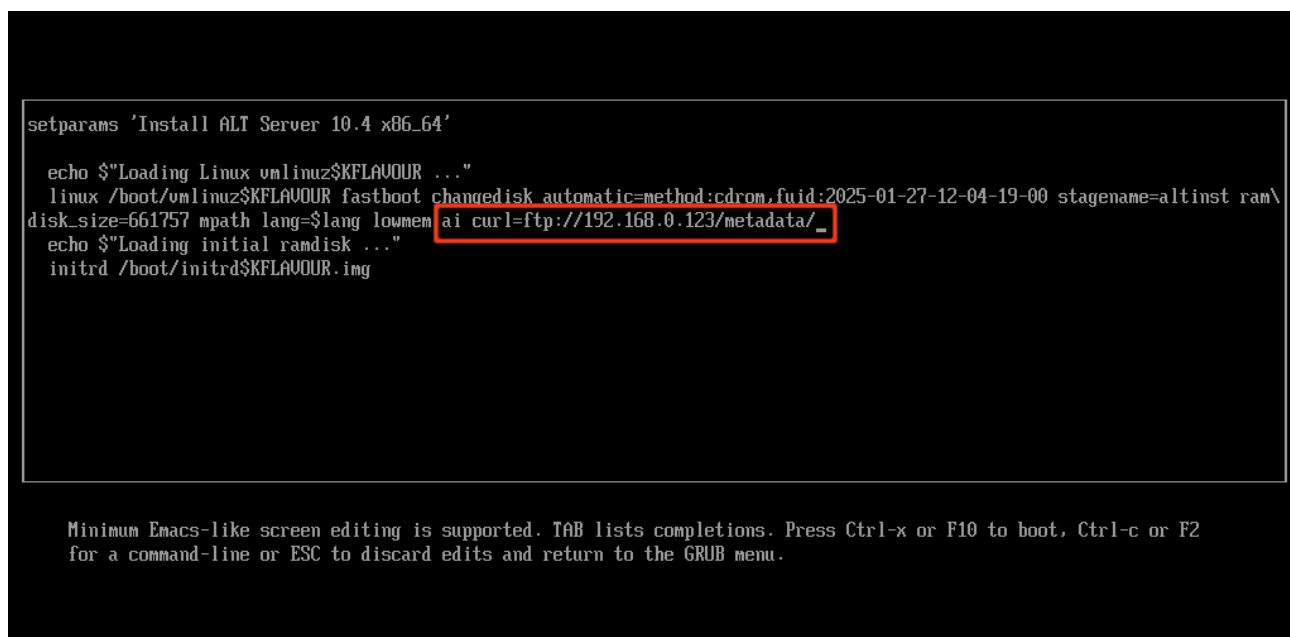 setparams 'Install ALT Server 10.4 x86_64'
echo $"Loading Linux vmlinuz$KFLAVOUR ..."
linux /boot/vmlinuz$KFLAVOUR fastboot changedisk automatic=method:cdrom,fuid:2025-01-27-12-04-19-00 stagename=altinst ram\
disk_size=661757 mpath lang=$lang lowmem ai curl=ftp://192.168.0.123/metadata/_
echo $"Loading initial ramdisk ..."
initrd /boot/initrd$KFLAVOUR.img
Minimum Emacs-like screen editing is supported. TAB lists completions. Press Ctrl-x or F10 to boot, Ctrl-c or F2
for a command-line or ESC to discard edits and return to the GRUB menu.